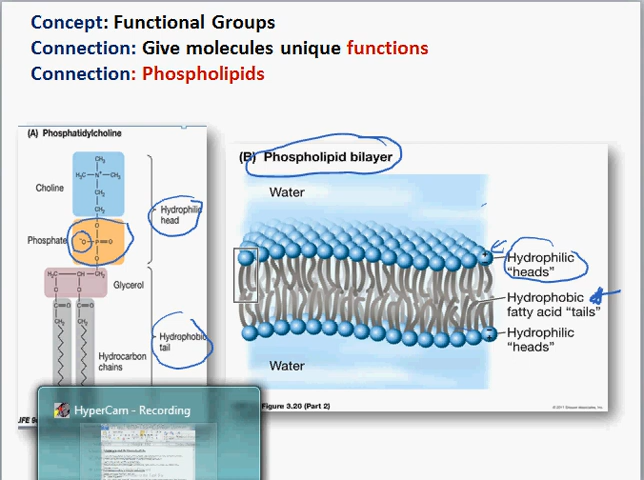 Concept: Functional Groups
Connection: Give molecules unique functions
Connection: Phospholipids
(A) Phosphatidylcholine
CH₃
H₃C—N⁺—CH₃
CH₂
CH₂
Choline
Hydrophilic
head
Phosphate
O
⁻O—P=O
O
H₂C—CH—CH₂
Glycerol
O O
C=O C=O
CH₂ CH₂
Hydrophobic
tail
Hydrocarbon
chains
(B) Phospholipid bilayer
Water
+
Hydrophilic
“heads”
Hydrophobic
fatty acid “tails”
Hydrophilic
“heads”
Water
Figure 3.20 (Part 2)
HyperCam - Recording